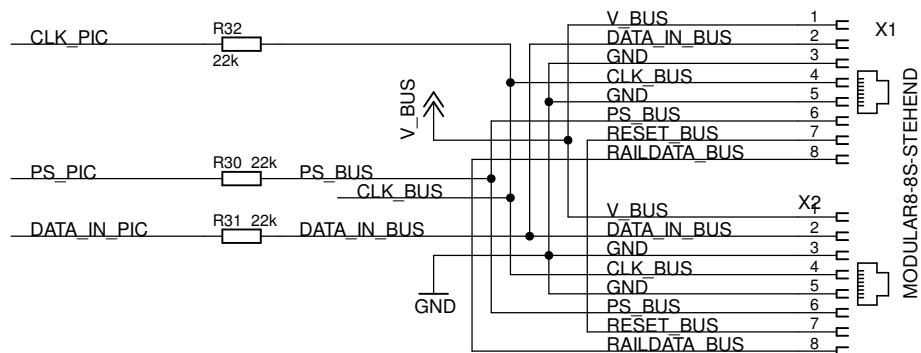 V_BUS 1
R32 DATA_IN_BUS 2 X1
CLK_PIC GND 3
22k CLK_BUS 4
GND 5
V_BUS PS_BUS 6
RESET_BUS 7
RAILDATA_BUS 8
R30 22k
PS_PIC PS_BUS
CLK_BUS
X2
R31 22k V_BUS 1
DATA_IN_PIC DATA_IN_BUS DATA_IN_BUS 2
GND 3
CLK_BUS 4
GND GND 5
PS_BUS 6
RESET_BUS 7
RAILDATA_BUS 8
MODULAR8-8S-STEHEND